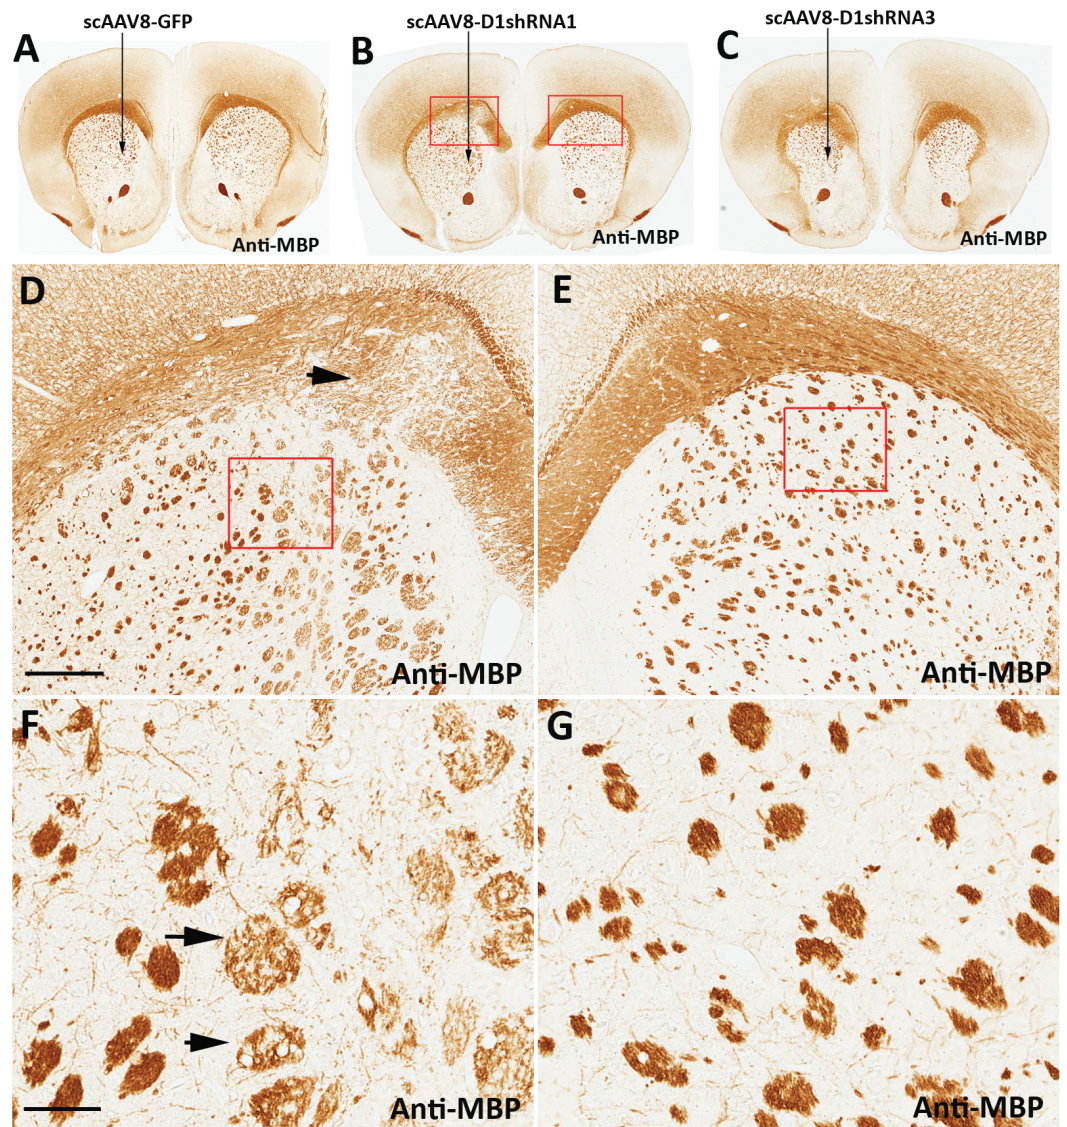 scAAV8-GFP
scAAV8-D1shRNA1
scAAV8-D1shRNA3
A
B
C
Anti-MBP
Anti-MBP
Anti-MBP
D
E
Anti-MBP
Anti-MBP
F
G
Anti-MBP
Anti-MBP